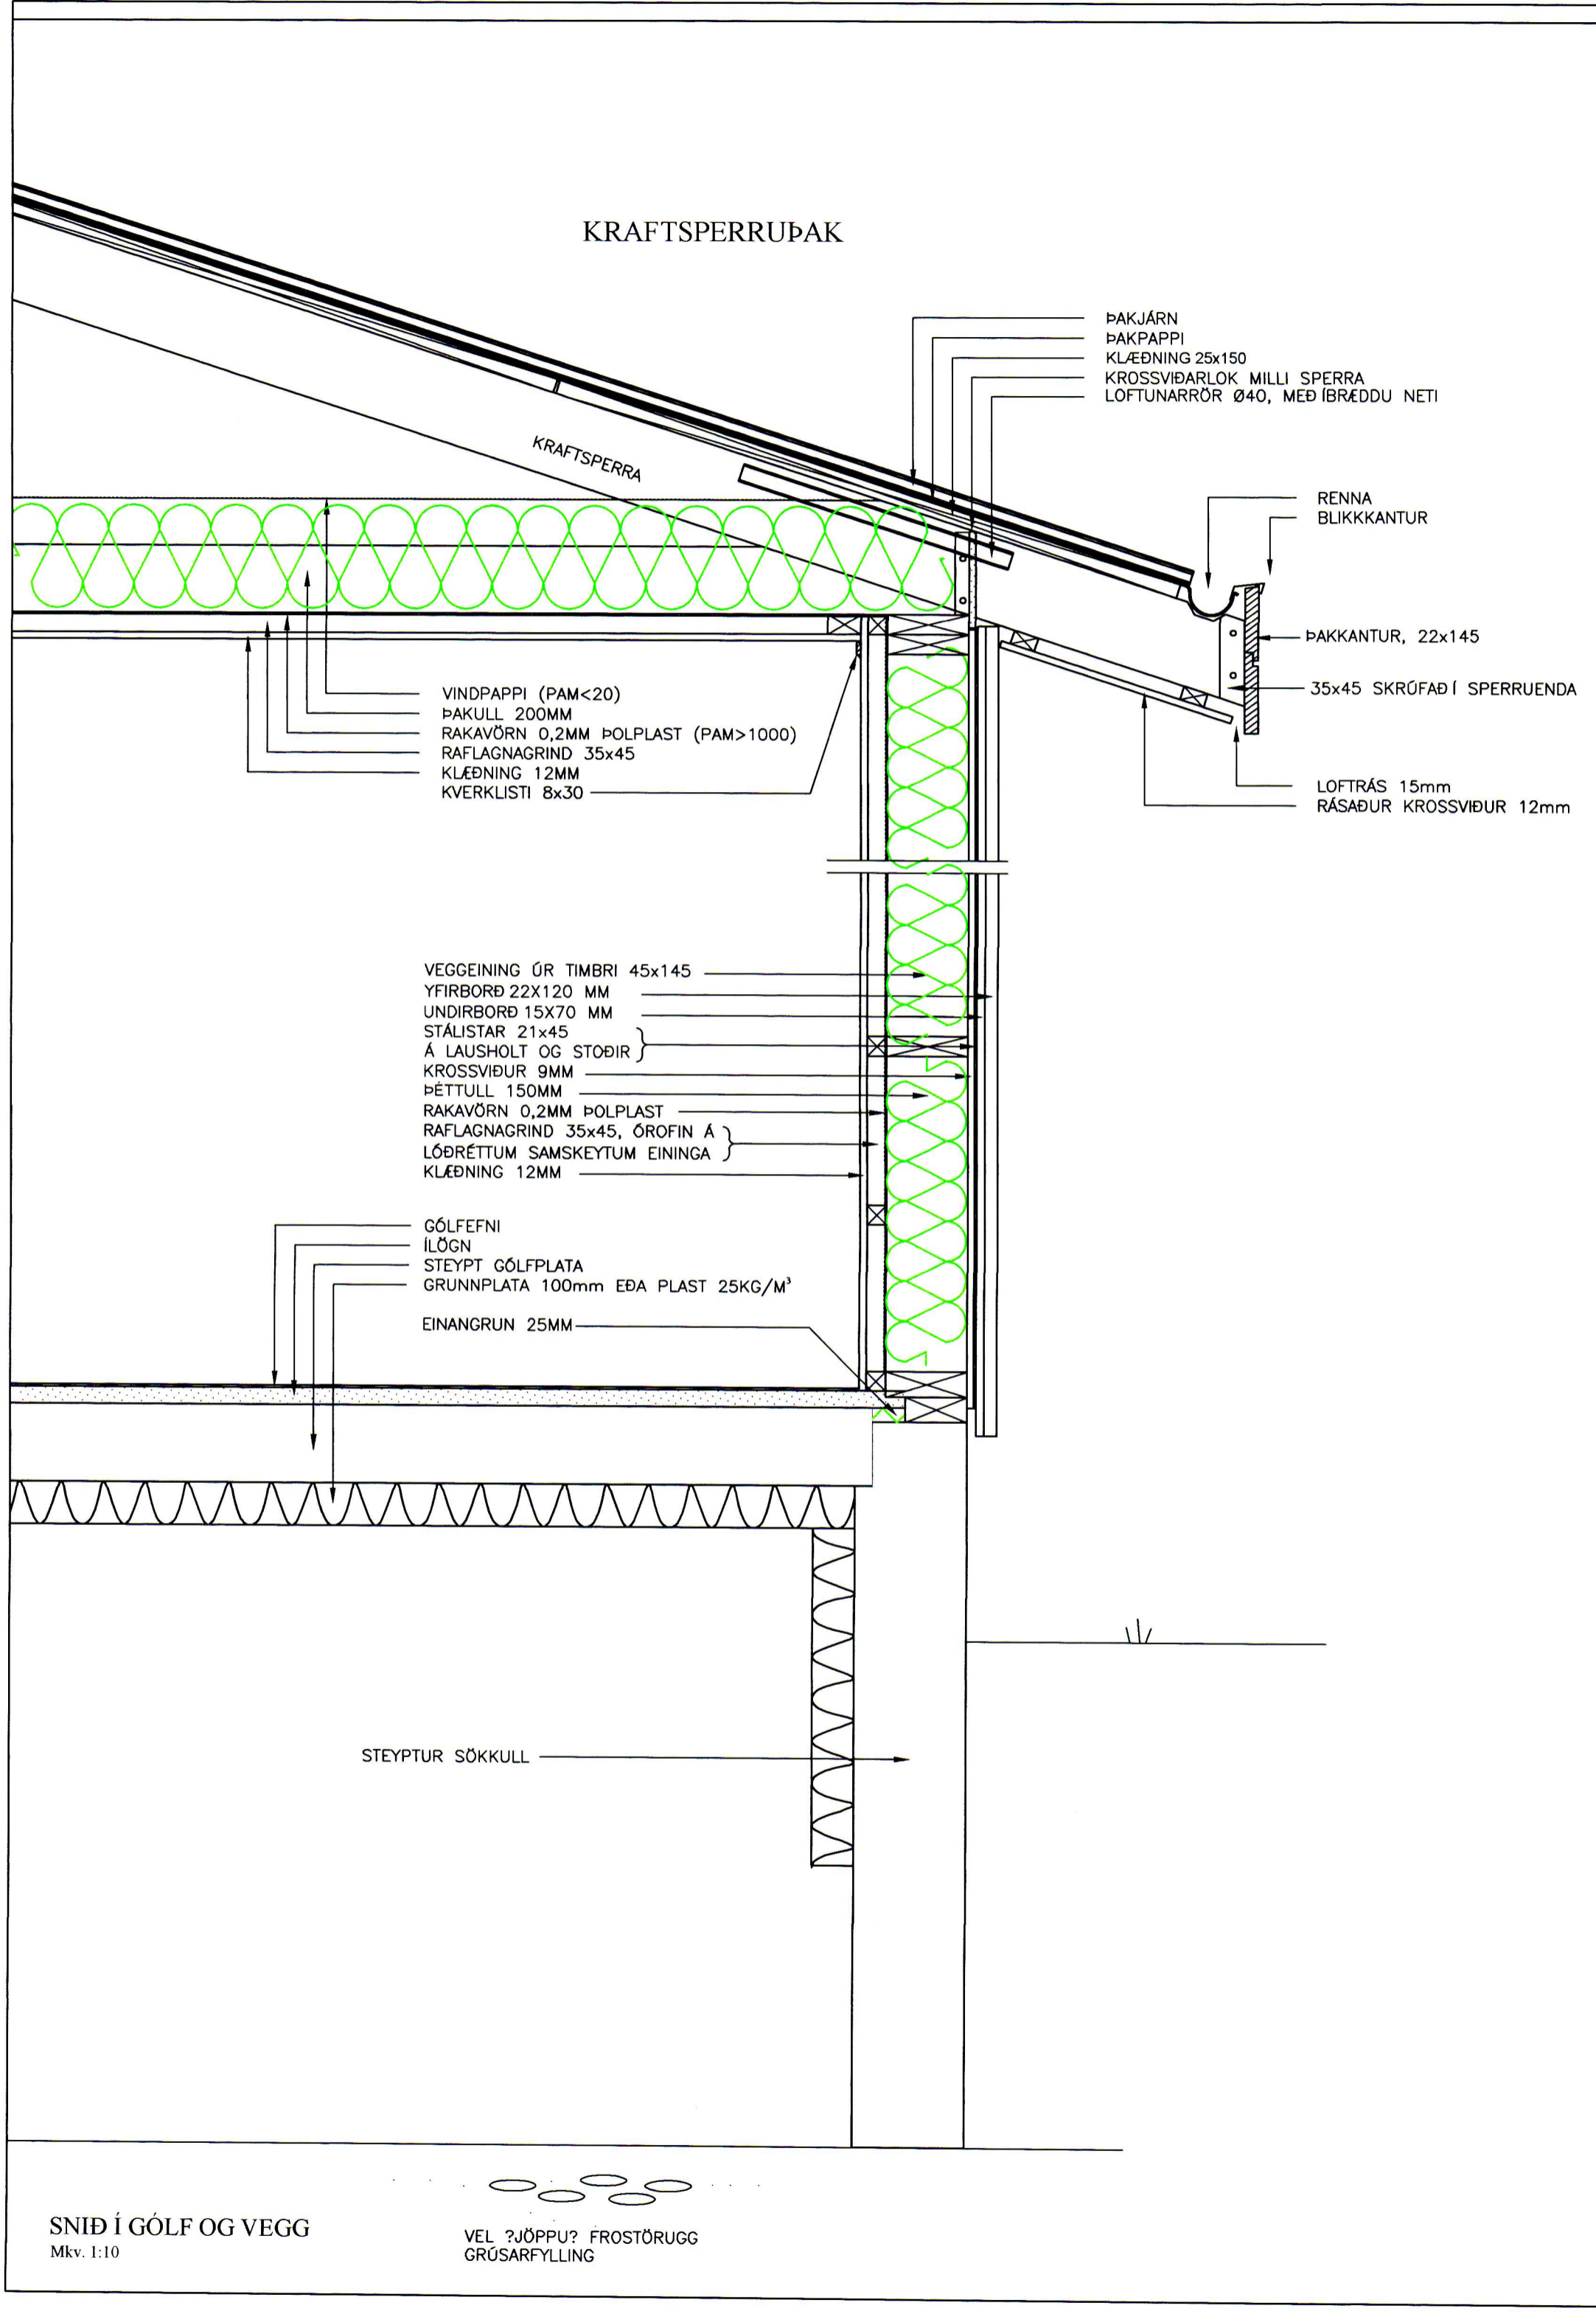 KRAFTSPERRUÞAK
ÞAKJÁRN
ÞAKPAPPI
KLÆÐNING 25x150
KROSSVIÐARLOK MILLI SPERRA
LOFTUNARRÖR Ø40, MEÐ ÍBRÆDDU NETI
KRAFTSPERRA
RENNA
BLIKKKANTUR
ÞAKKANTUR, 22x145
35x45 SKRÚFAÐ Í SPERRUENDA
LOFTRÁS 15mm
RÁSAÐUR KROSSVIÐUR 12mm
VINDPAPPI (PAM<20)
ÞAKULL 200MM
RAKAVÖRN 0,2MM ÞOLPLAST (PAM>1000)
RAFLAGNAGRIND 35x45
KLÆÐNING 12MM
KVERKLISTI 8x30
VEGGEINING ÚR TIMBRI 45x145
YFIRBORÐ 22X120 MM
UNDIRBORÐ 15X70 MM
STÁLISTAR 21x45
Á LAUSHOLT OG STOÐIR
KROSSVIÐUR 9MM
ÞÉTTULL 150MM
RAKAVÖRN 0,2MM ÞOLPLAST
RAFLAGNAGRIND 35x45, ÓROFIN Á
LÓÐRÉTTUM SAMSKEYTUM EININGA
KLÆÐNING 12MM
GÓLFEFNI
ÍLÖGN
STEYPT GÓLFPLATA
GRUNNPLATA 100mm EÐA PLAST 25KG/M³
EINANGRUN 25MM
STEYPTUR SÖKKULL
SNIÐ Í GÓLF OG VEGG
Mkv. 1:10
VEL ?JÖPPU? FROSTÖRUGG
GRÚSARFYLLING